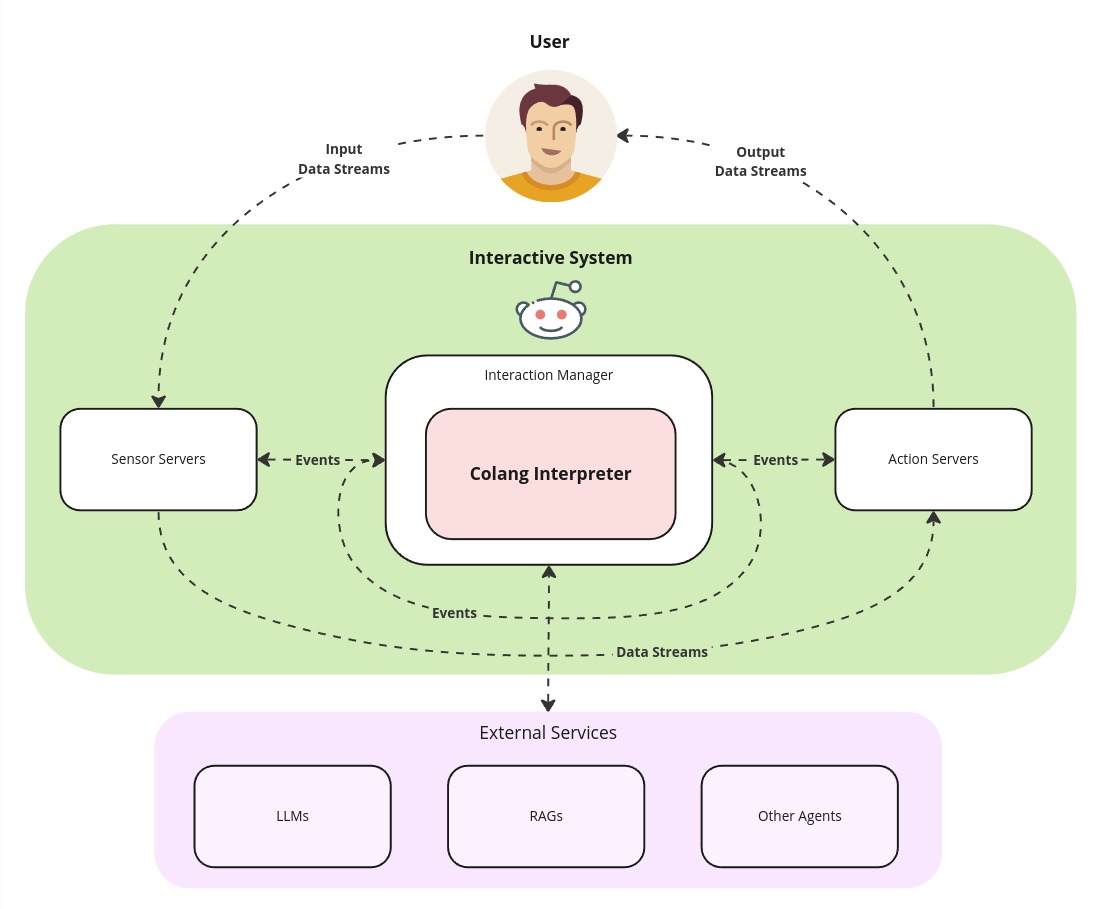 User
Input
Data Streams
Output
Data Streams
Interactive System
Interaction Manager
Sensor Servers
Events
Colang Interpreter
Events
Action Servers
Events
Data Streams
External Services
LLMs
RAGs
Other Agents